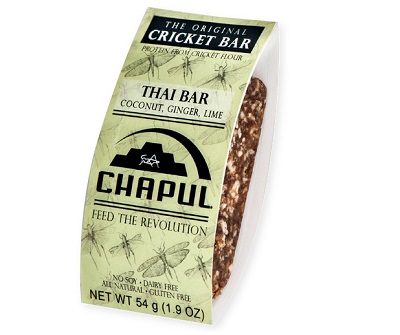 THE ORIGINAL
CRICKET BAR
PROTEIN FROM CRICKET FLOUR
THAI BAR
COCONUT, GINGER, LIME
CHAPUL
FEED THE REVOLUTION
NO SOY • DAIRY FREE
ALL NATURAL • GLUTEN FREE
NET WT 54 g (1.9 OZ)